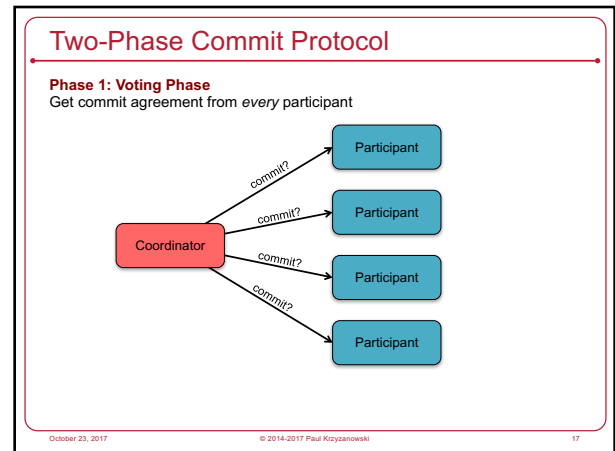 Two-Phase Commit Protocol
Phase 1: Voting Phase
Get commit agreement from every participant
Participant
commit?
Participant
commit?
Coordinator
commit?
Participant
commit?
Participant
October 23, 2017
© 2014-2017 Paul Krzyzanowski
17